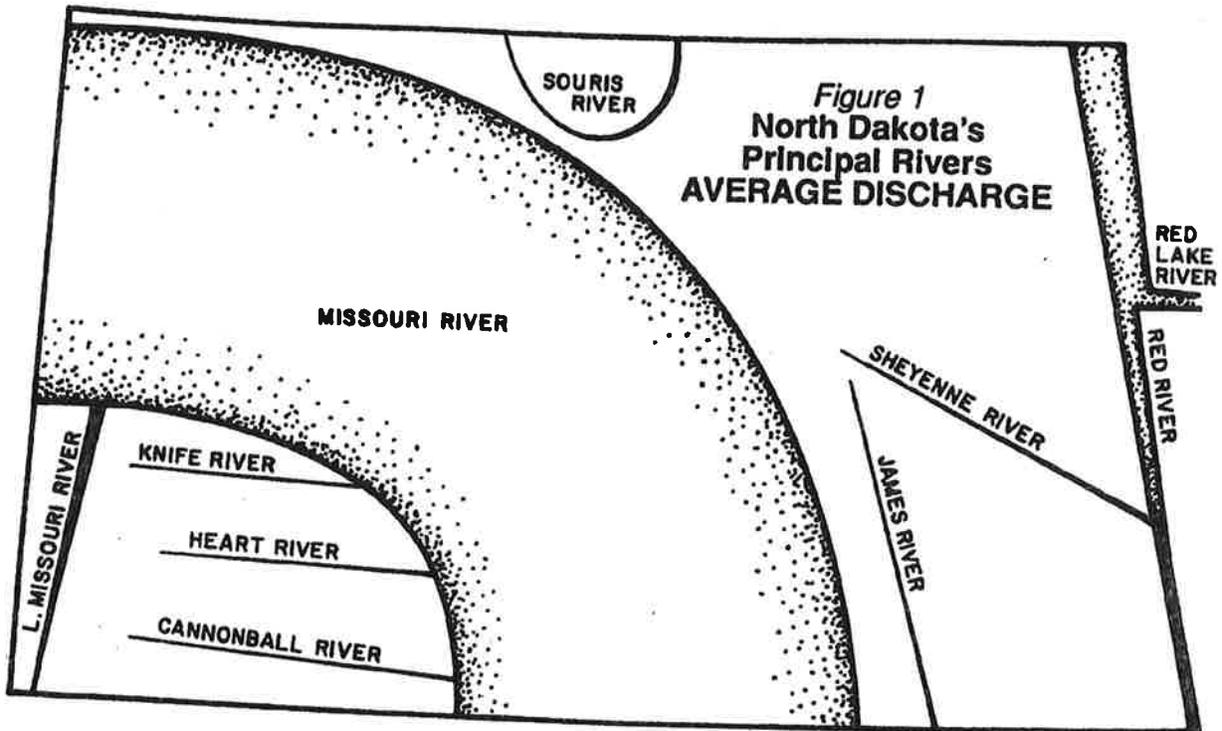 SOURIS
RIVER
Figure 1
North Dakota's
Principal Rivers
AVERAGE DISCHARGE
RED
LAKE
RIVER
MISSOURI RIVER
RED RIVER
SHEYENNE RIVER
JAMES RIVER
L. MISSOURI RIVER
KNIFE RIVER
HEART RIVER
CANNONBALL RIVER